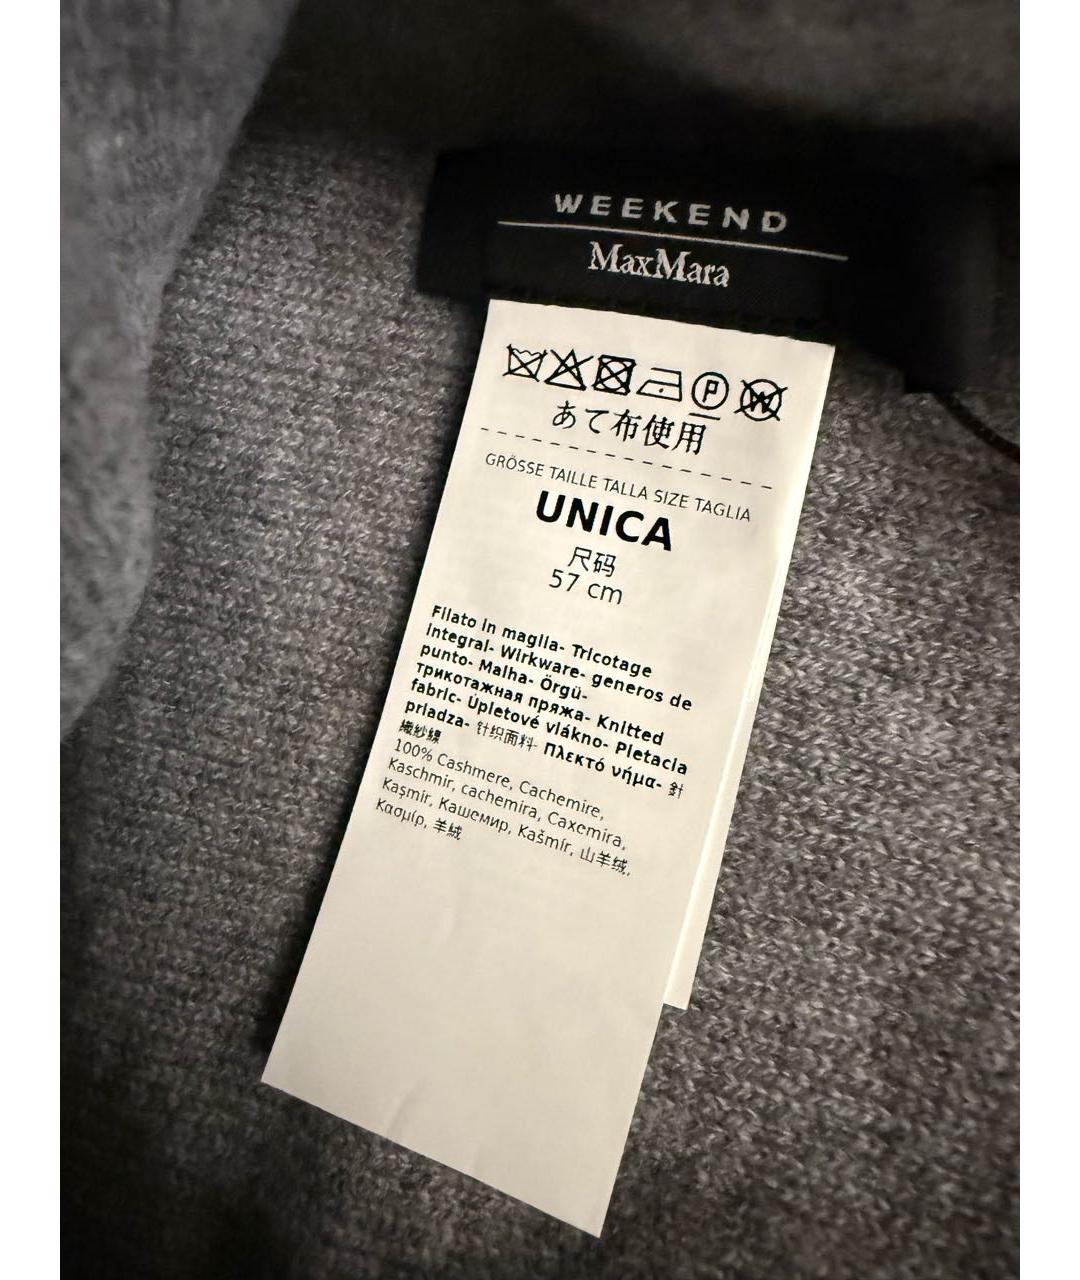 WEEKEND
MaxMara
P W
あて布使用
GRÖSSE TAILLE TALLA SIZE TAGLIA
UNICA
尺码
57 cm
Filato in maglia- Tricotage
integral- Wirkware- generos de
punto- Malha- Örgü-
трикотажная пряжа- Knitted
fabric- Úpletové vlákno- Pletacia
priadza- 针织面料- Πλεκτό νήμα- 針
織紗線
100% Cashmere, Cachemire,
Kaschmir, cachemira, Caxemira,
Kaşmir, Кашемир, Kašmír, 山羊绒,
Κασμίρ, 羊絨